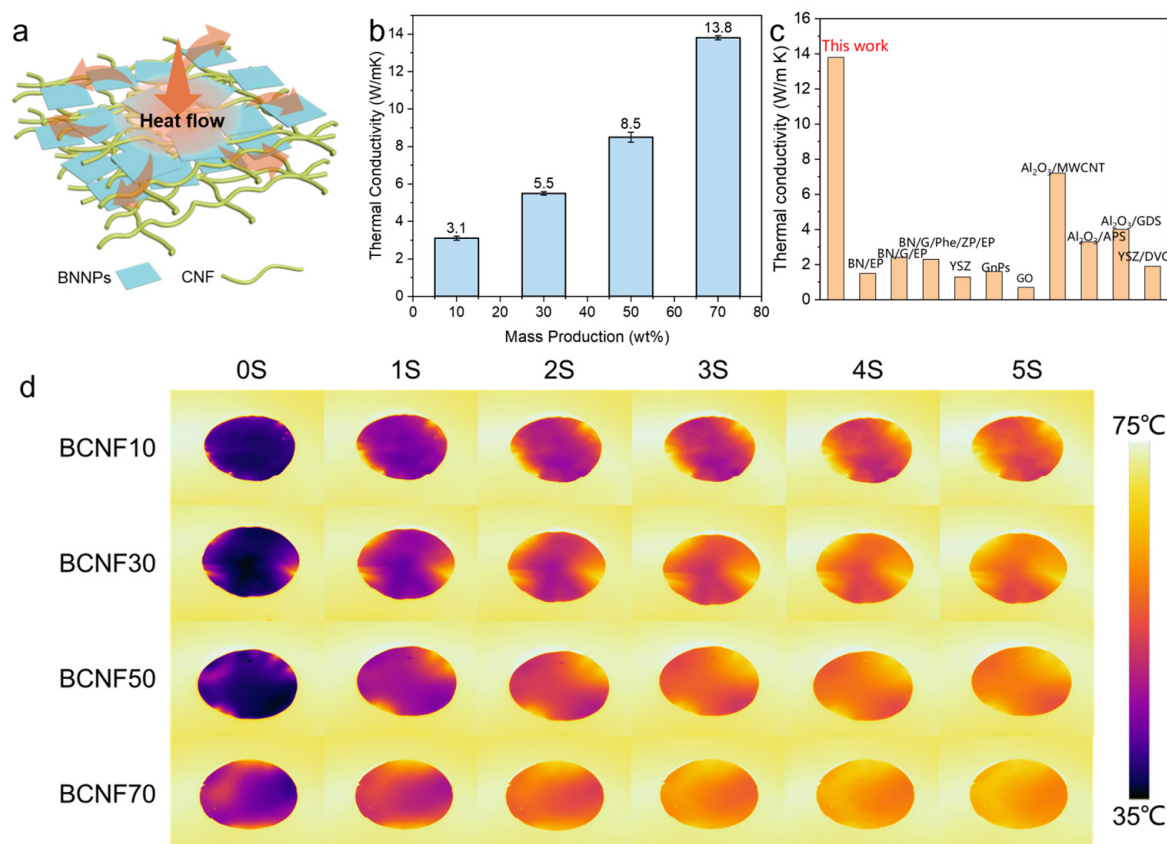 a
Heat flow
BNNPs
CNF
b
Thermal Conductivity (W/mK)
14
12
10
8
6
4
2
0
3.1
5.5
8.5
13.8
0 10 20 30 40 50 60 70 80
Mass Production (wt%)
c
Thermal conductivity (W/m K)
16
14
12
10
8
6
4
2
0
This work
BN/EP
BN/G/EP
BN/G/Phe/ZP/EP
YSZ
GnPs
GO
Al₂O₃/MWCNT
Al₂O₃/APS
Al₂O₃/GDS
YSZ/DVC
d
0S 1S 2S 3S 4S 5S
BCNF10
BCNF30
BCNF50
BCNF70
75℃
35℃